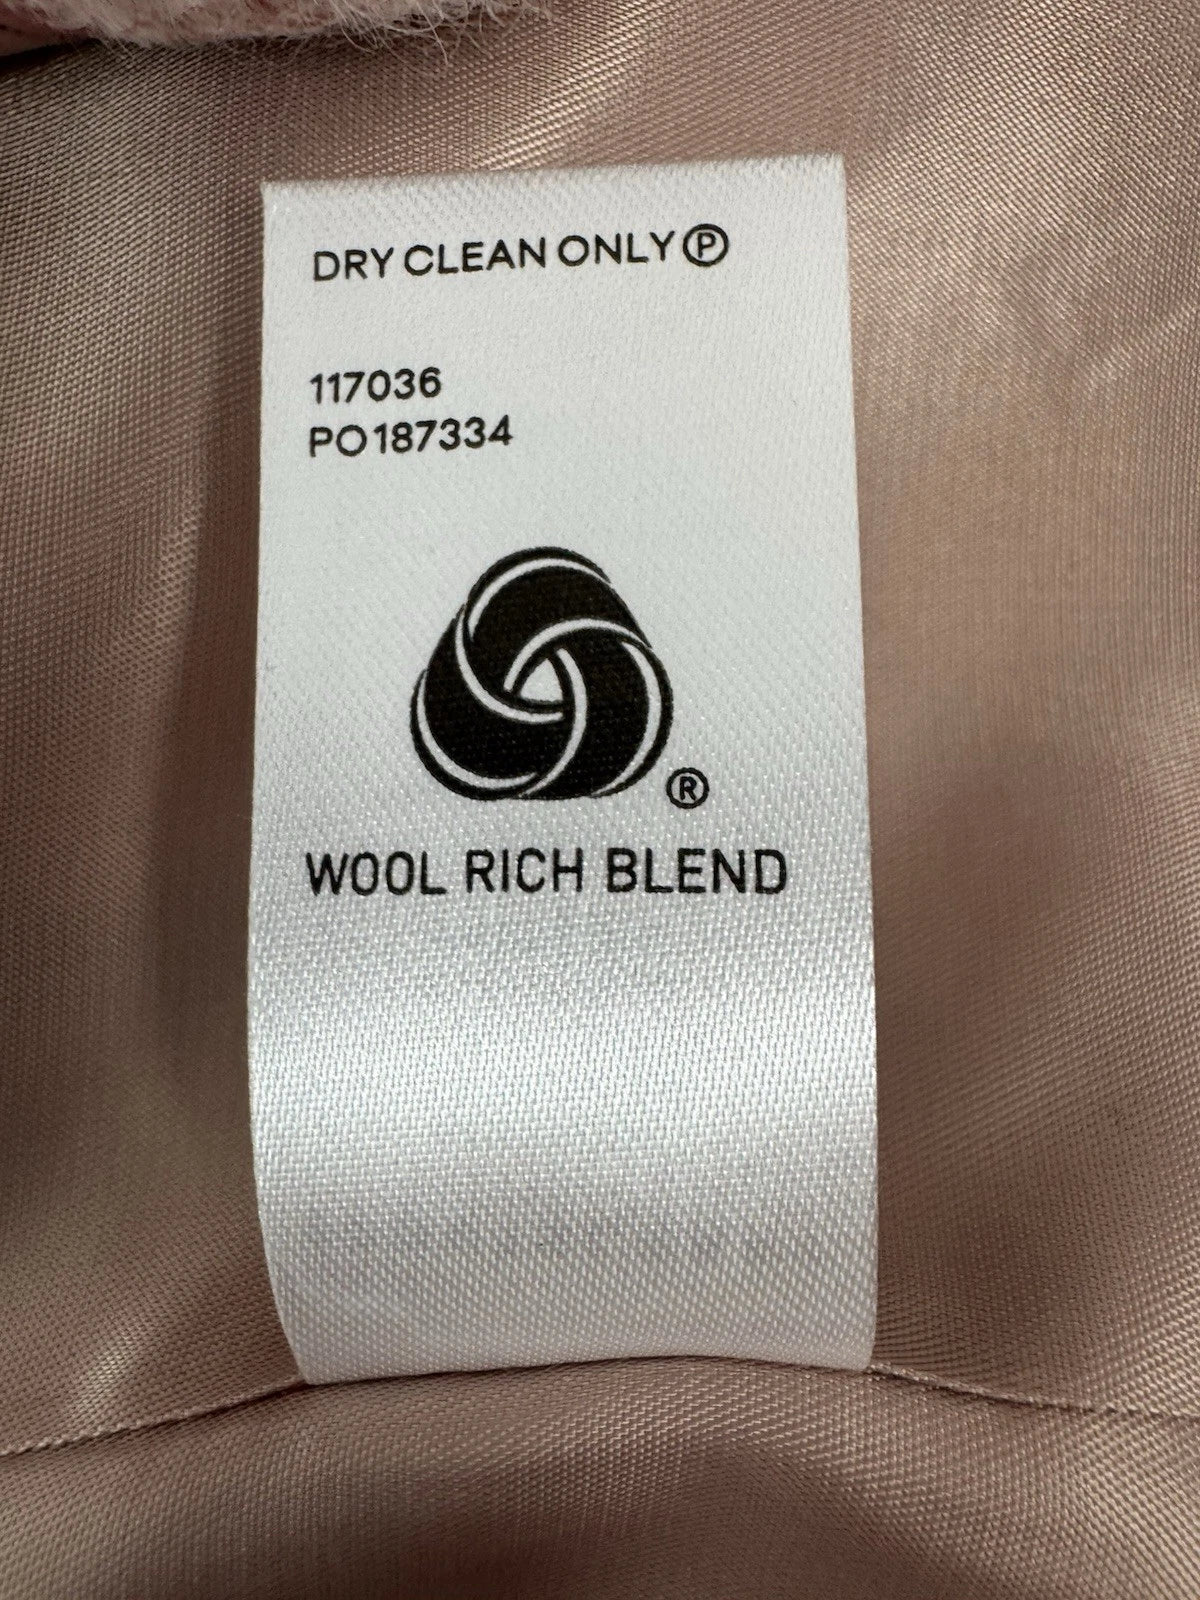 DRY CLEAN ONLY Ⓟ
117036
PO187334
®
WOOL RICH BLEND